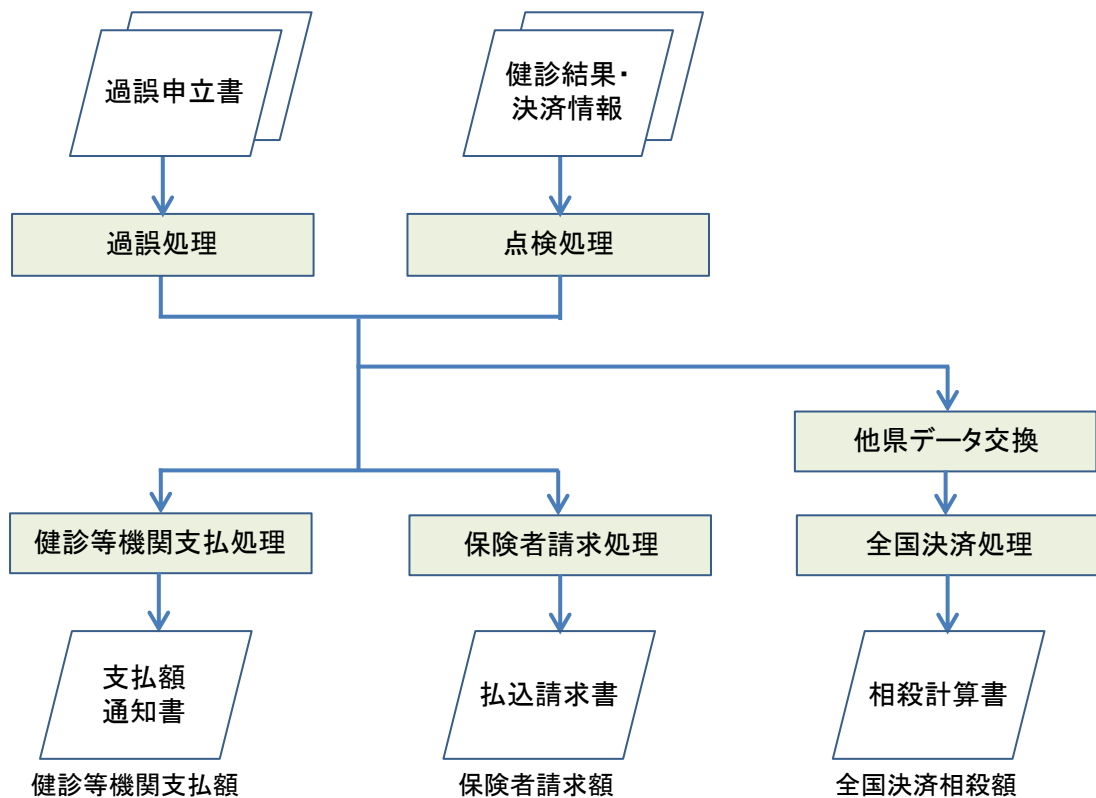 過誤申立書
健診結果・
決済情報
過誤処理
点検処理
他県データ交換
健診等機関支払処理
保険者請求処理
全国決済処理
支払額
通知書
払込請求書
相殺計算書
健診等機関支払額
保険者請求額
全国決済相殺額